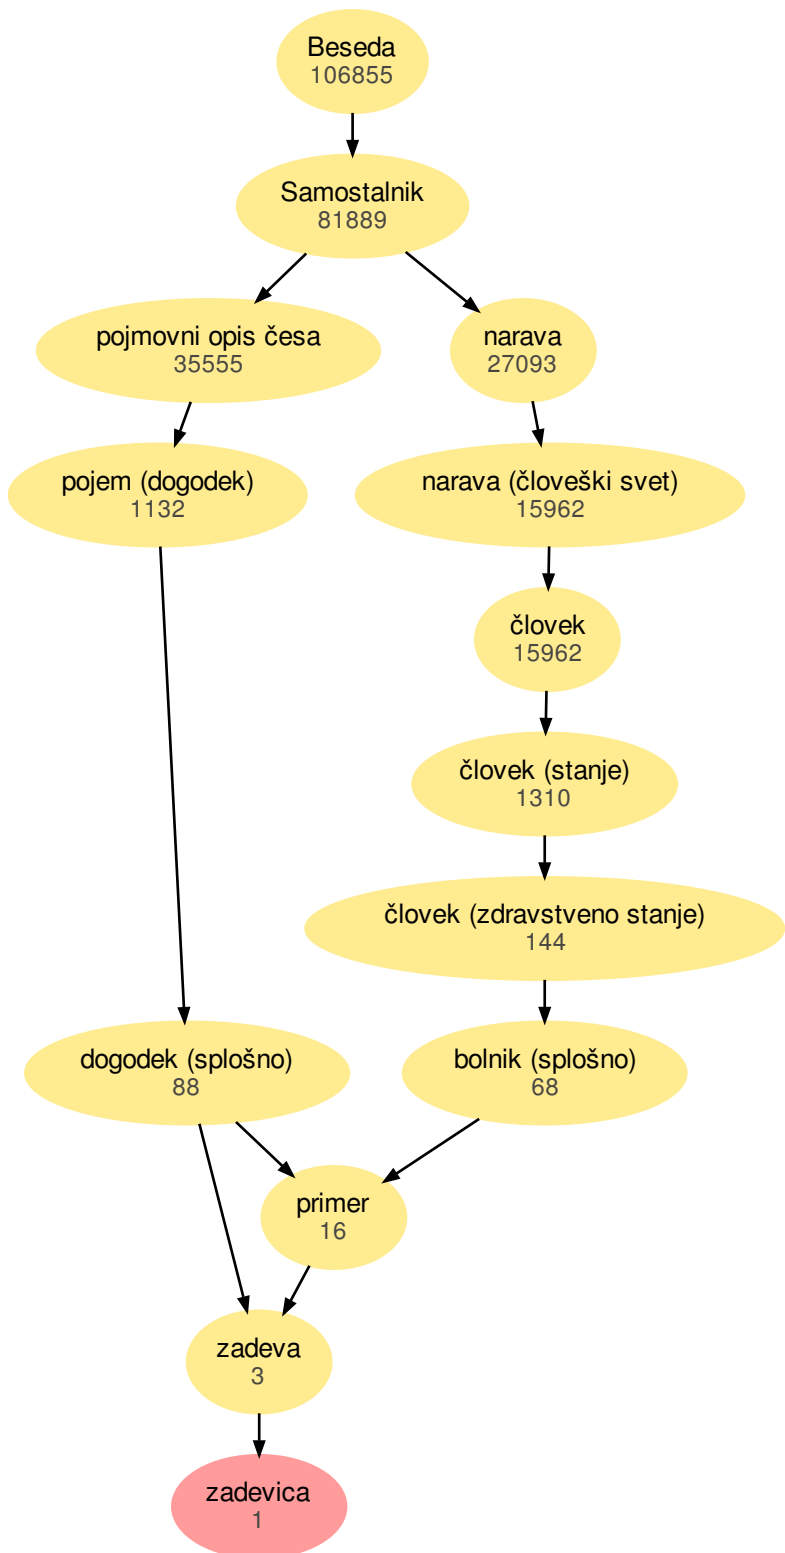 Beseda
106855
Samostalnik
81889
pojmovni opis česa
35555
narava
27093
pojem (dogodek)
1132
narava (človeški svet)
15962
človek
15962
človek (stanje)
1310
človek (zdravstveno stanje)
144
dogodek (splošno)
88
bolnik (splošno)
68
primer
16
zadeva
3
zadevica
1